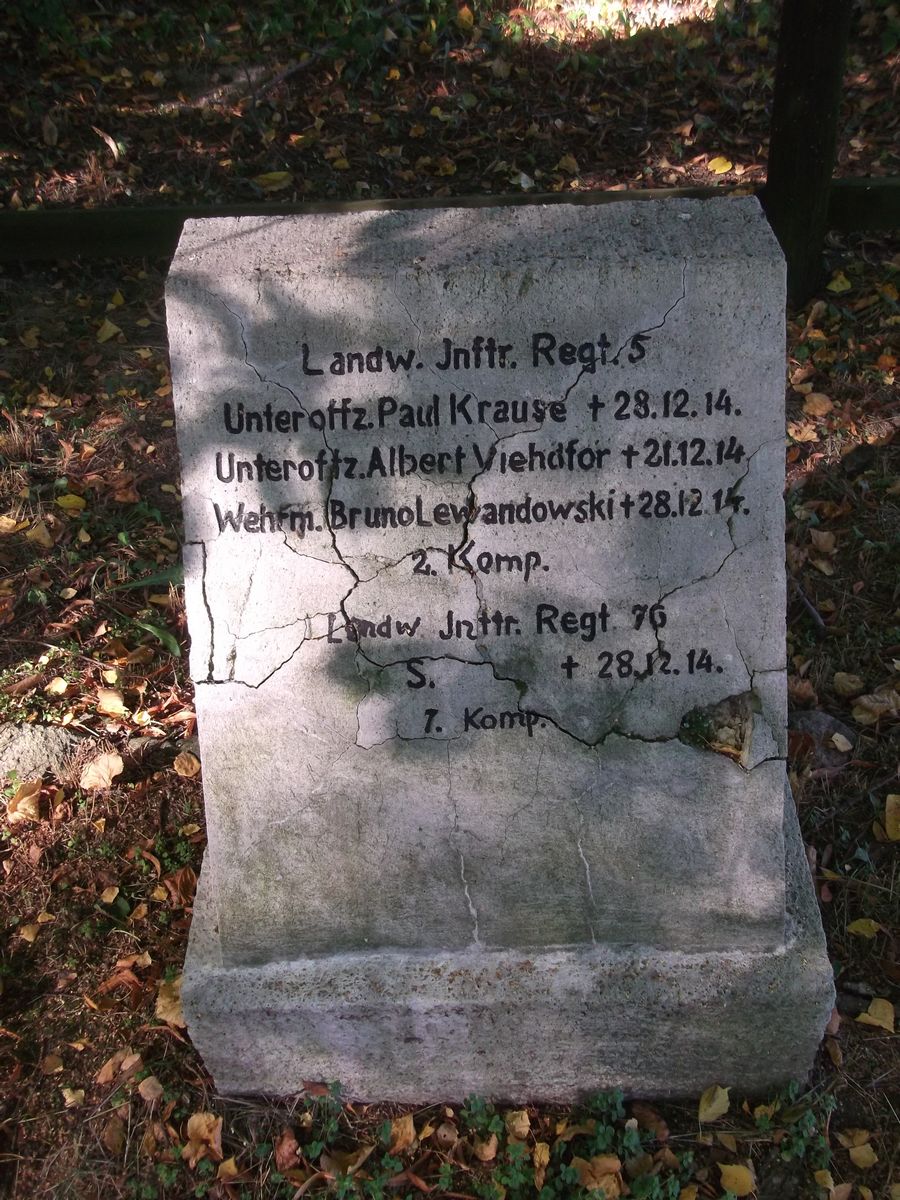 Landw. Jnftr. Regt. 5
Unteroffz. Paul Krause + 28.12.14.
Unteroffz. Albert Viehdfor + 21.12.14
Wehrm. Bruno Lewandowski + 28.12.14.
2. Komp.
Landw Jnttr. Regt 76
S. + 28.12.14.
7. Komp.